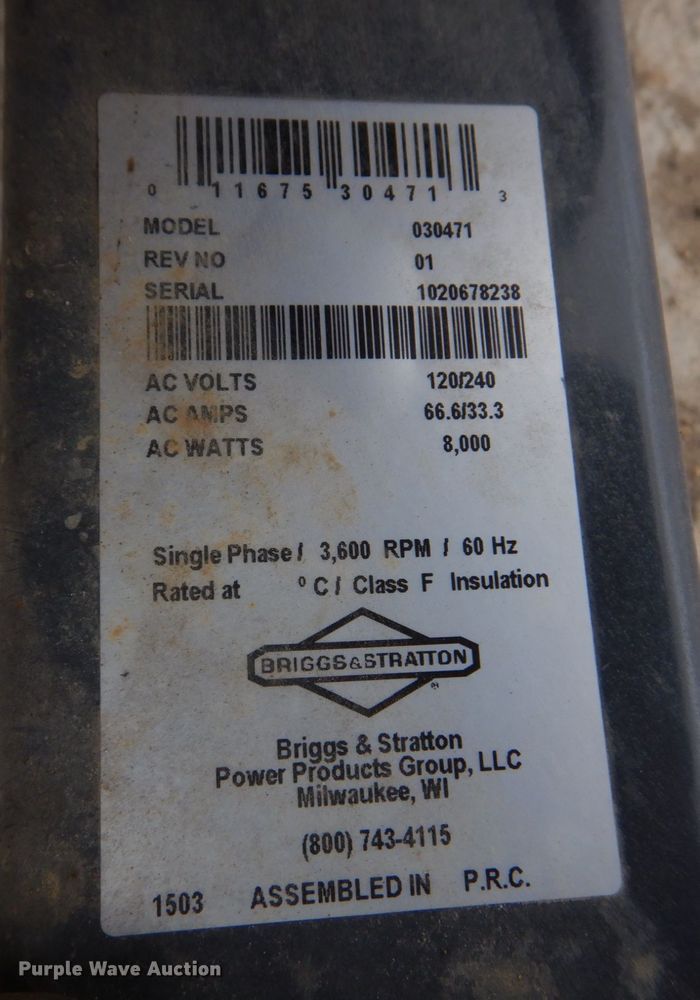 0 11675 30471 3
MODEL 030471
REV NO 01
SERIAL 1020678238
AC VOLTS 120/240
AC AMPS 66.6/33.3
AC WATTS 8,000
Single Phase / 3,600 RPM / 60 Hz
Rated at º C / Class F Insulation
BRIGGS&STRATTON
®
Briggs & Stratton
Power Products Group, LLC
Milwaukee, WI
(800) 743-4115
1503 ASSEMBLED IN P.R.C.
Purple Wave Auction